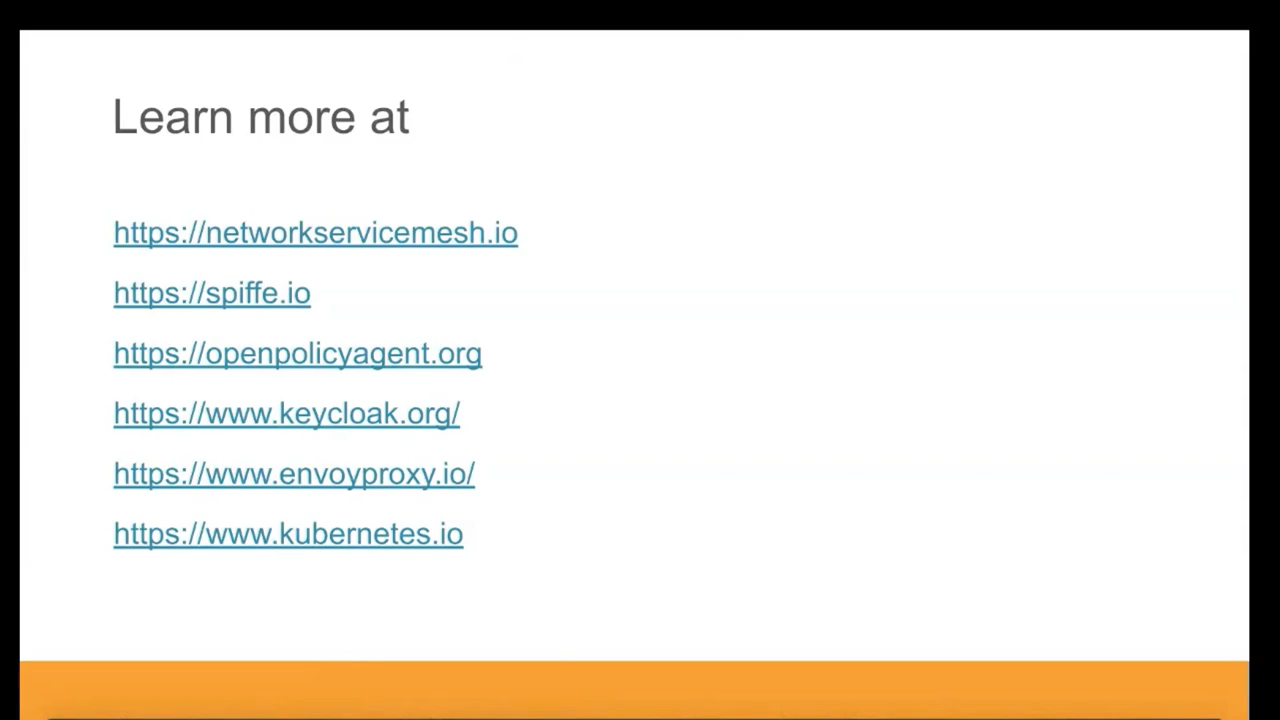 Learn more at
https://networkservicemesh.io
https://spiffe.io
https://openpolicyagent.org
https://www.keycloak.org/
https://www.envoyproxy.io/
https://www.kubernetes.io